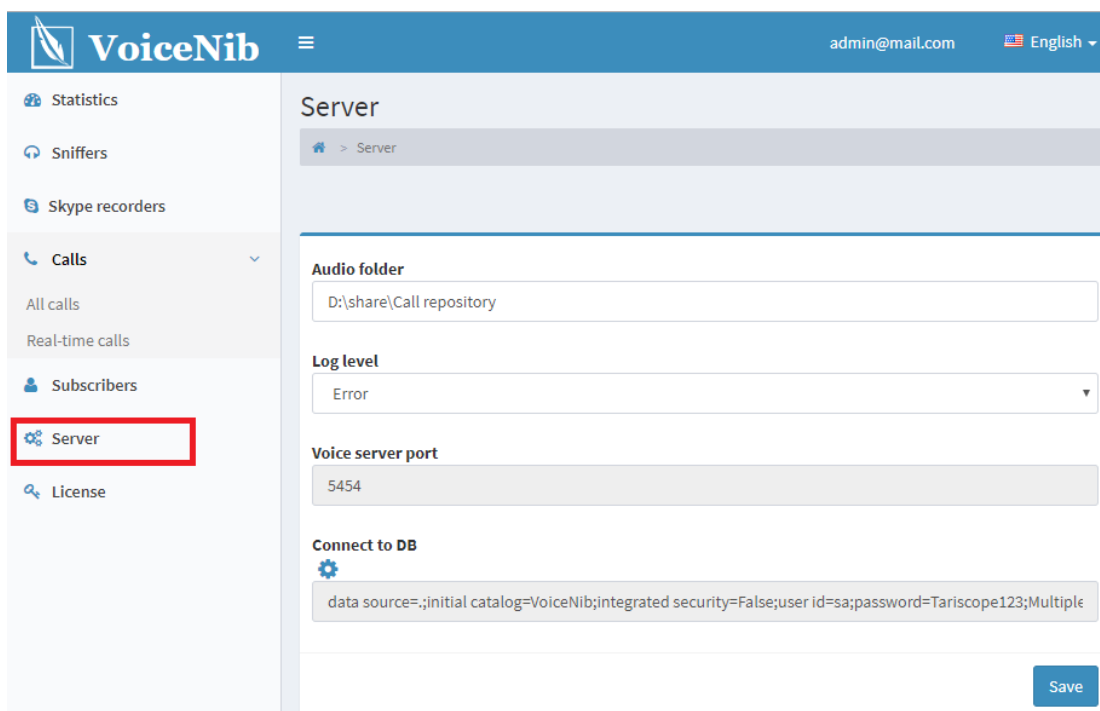 VoiceNib
admin@mail.com
English
Statistics
Sniffers
Skype recorders
Calls
All calls
Real-time calls
Subscribers
Server
License
Server
> Server
Audio folder
D:\share\Call repository
Log level
Error
Voice server port
5454
Connect to DB
data source=.;initial catalog=VoiceNib;integrated security=False;user id=sa;password=Tariscope123;Multiple
Save